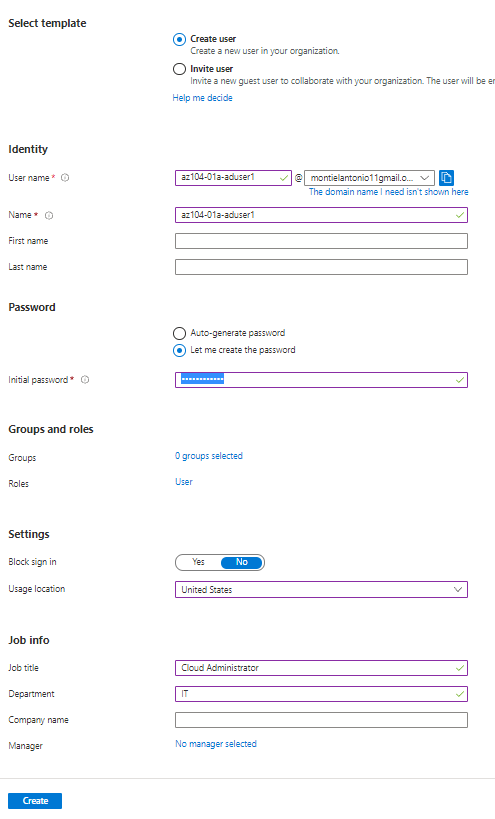 Select template
Create user
Create a new user in your organization.
Invite user
Invite a new guest user to collaborate with your organization. The user will be
Help me decide
Identity
User name *
az104-01a-aduser1 @ montielantonio11gmail.o...
The domain name I need isn't shown here
Name *
az104-01a-aduser1
First name
Last name
Password
Auto-generate password
Let me create the password
Initial password *
Groups and roles
Groups
0 groups selected
Roles
User
Settings
Block sign in
Yes No
Usage location
United States
Job info
Job title
Cloud Administrator
Department
IT
Company name
Manager
No manager selected
Create